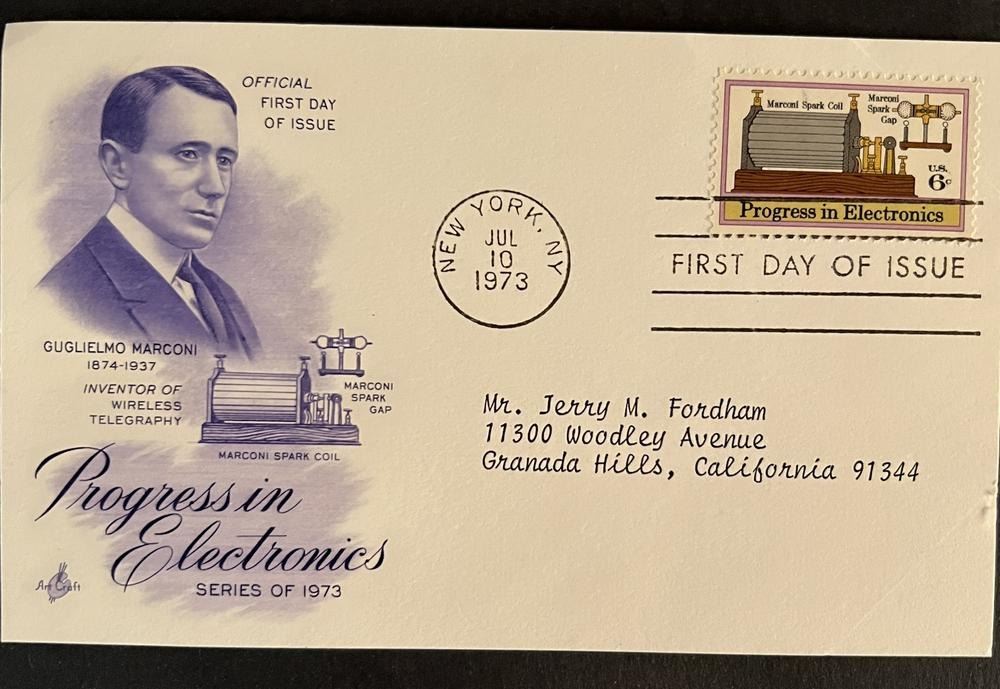 OFFICIAL
FIRST DAY
OF ISSUE
GUGLIELMO MARCONI
1874-1937
INVENTOR OF
WIRELESS
TELEGRAPHY
MARCONI
SPARK
GAP
MARCONI SPARK COIL
Progress in
Electronics
SERIES OF 1973
Art Craft
NEW YORK, NY
JUL
10
1973
Marconi Spark Coil
Marconi
Spark
Gap
U.S.
6c
Progress in Electronics
FIRST DAY OF ISSUE
Mr. Jerry M. Fordham
11300 Woodley Avenue
Granada Hills, California 91344